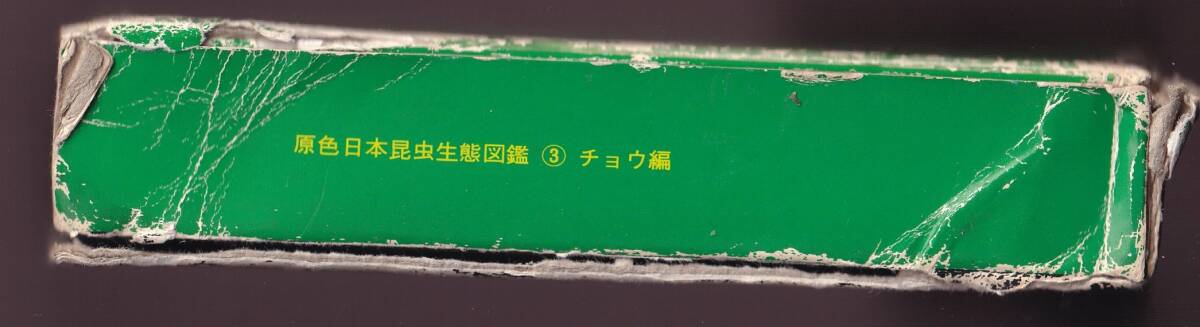 原色日本昆虫生態図鑑 ③ チョウ編